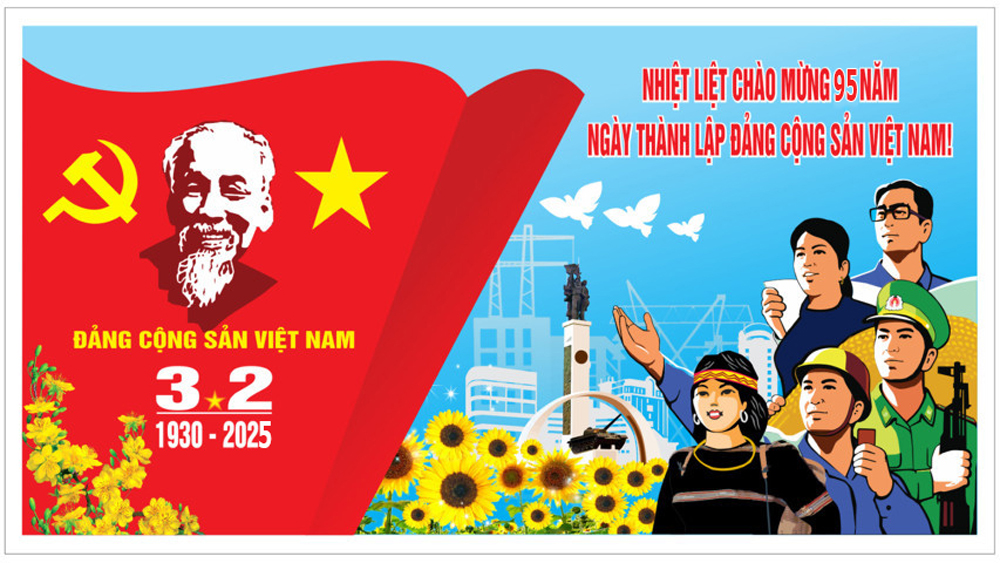 NHIỆT LIỆT CHÀO MỪNG 95 NĂM
NGÀY THÀNH LẬP ĐẢNG CỘNG SẢN VIỆT NAM!
ĐẢNG CỘNG SẢN VIỆT NAM
3★2
1930 - 2025